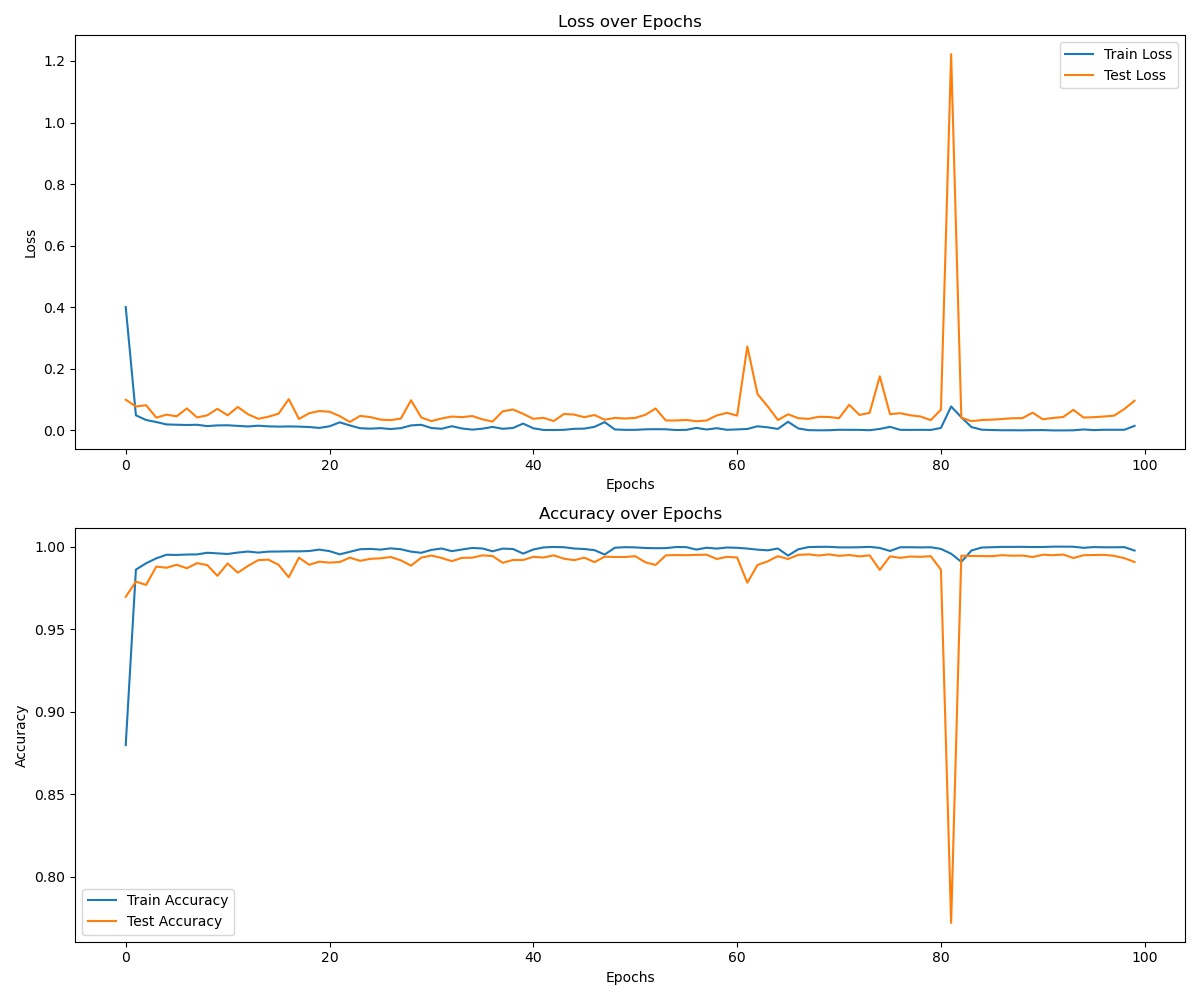 Loss over Epochs
1.2
1.0
0.8
0.6
0.4
0.2
0.0
Loss
Train Loss
Test Loss
0 20 40 60 80 100
Epochs
Accuracy over Epochs
1.00
0.95
0.90
0.85
0.80
Accuracy
Train Accuracy
Test Accuracy
0 20 40 60 80 100
Epochs